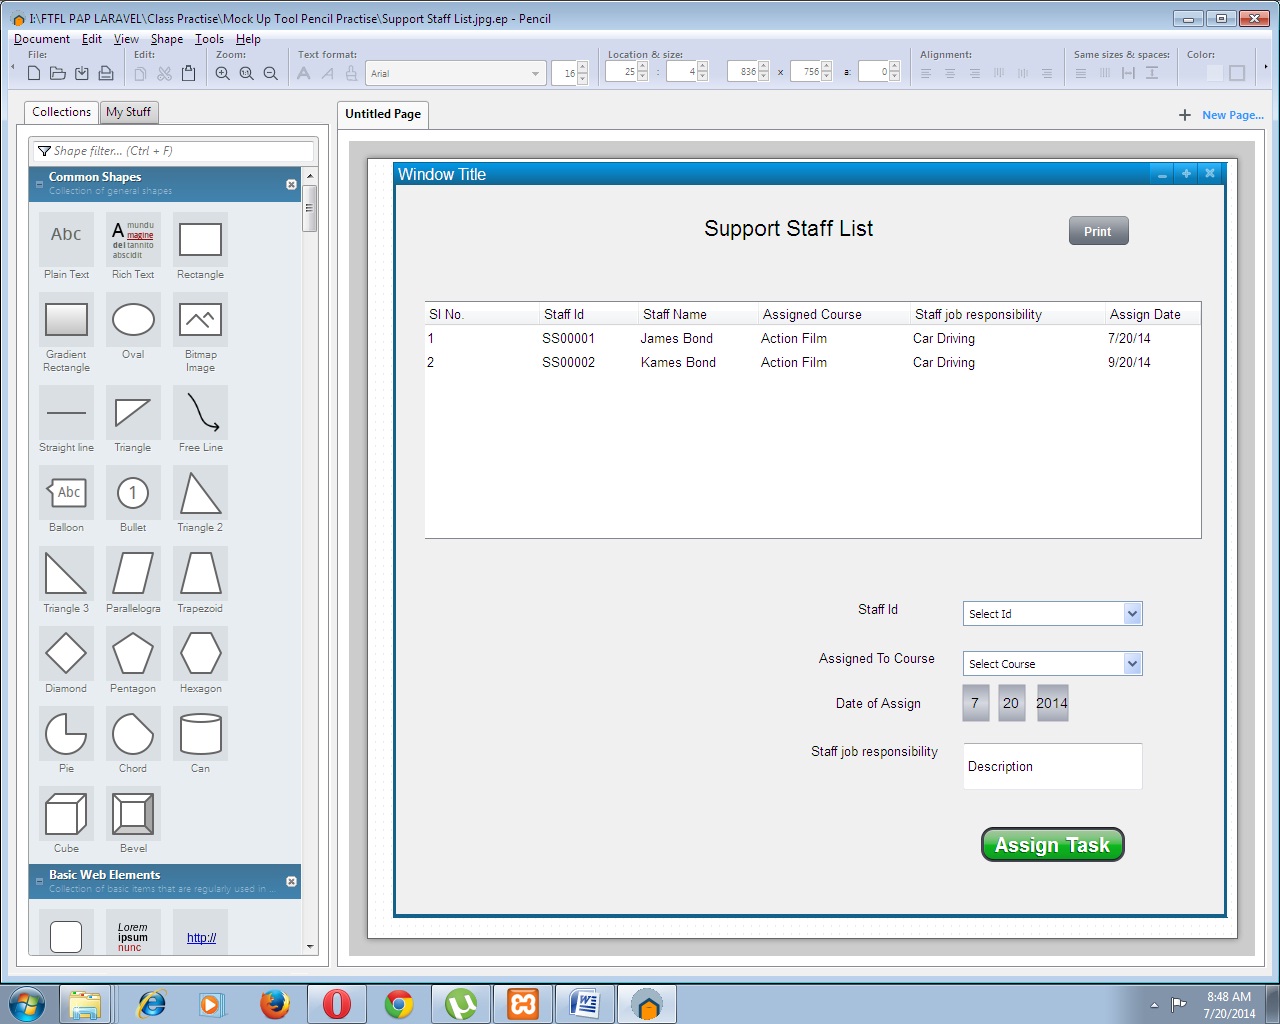 I:\FTFL PAP LARAVEL\Class Practise\Mock Up Tool Pencil Practise\Support Staff List.jpg.ep - Pencil
Document Edit View Shape Tools Help
File: Edit: Zoom: Text format: Location & size: Alignment: Same sizes & spaces: Color:
Arial 16 25 : 4 836 x 756 a: 0
Collections My Stuff
Untitled Page
New Page...
Shape filter... (Ctrl + F)
Common Shapes
Collection of general shapes
Abc
A mundu
magine
del tannito
abscidit
Plain Text Rich Text Rectangle
Gradient Rectangle Oval Bitmap Image
Straight line Triangle Free Line
Abc 1
Balloon Bullet Triangle 2
Triangle 3 Parallelogra Trapezoid
Diamond Pentagon Hexagon
Pie Chord Can
Cube Bevel
Basic Web Elements
Collection of basic items that are regularly used in ...
Lorem
ipsum
nunc
http://
Window Title
Support Staff List
Print
Sl No. Staff Id Staff Name Assigned Course Staff job responsibility Assign Date
1 SS00001 James Bond Action Film Car Driving 7/20/14
2 SS00002 Kames Bond Action Film Car Driving 9/20/14
Staff Id Select Id
Assigned To Course Select Course
Date of Assign 7 20 2014
Staff job responsibility Description
Assign Task
8:48 AM
7/20/2014